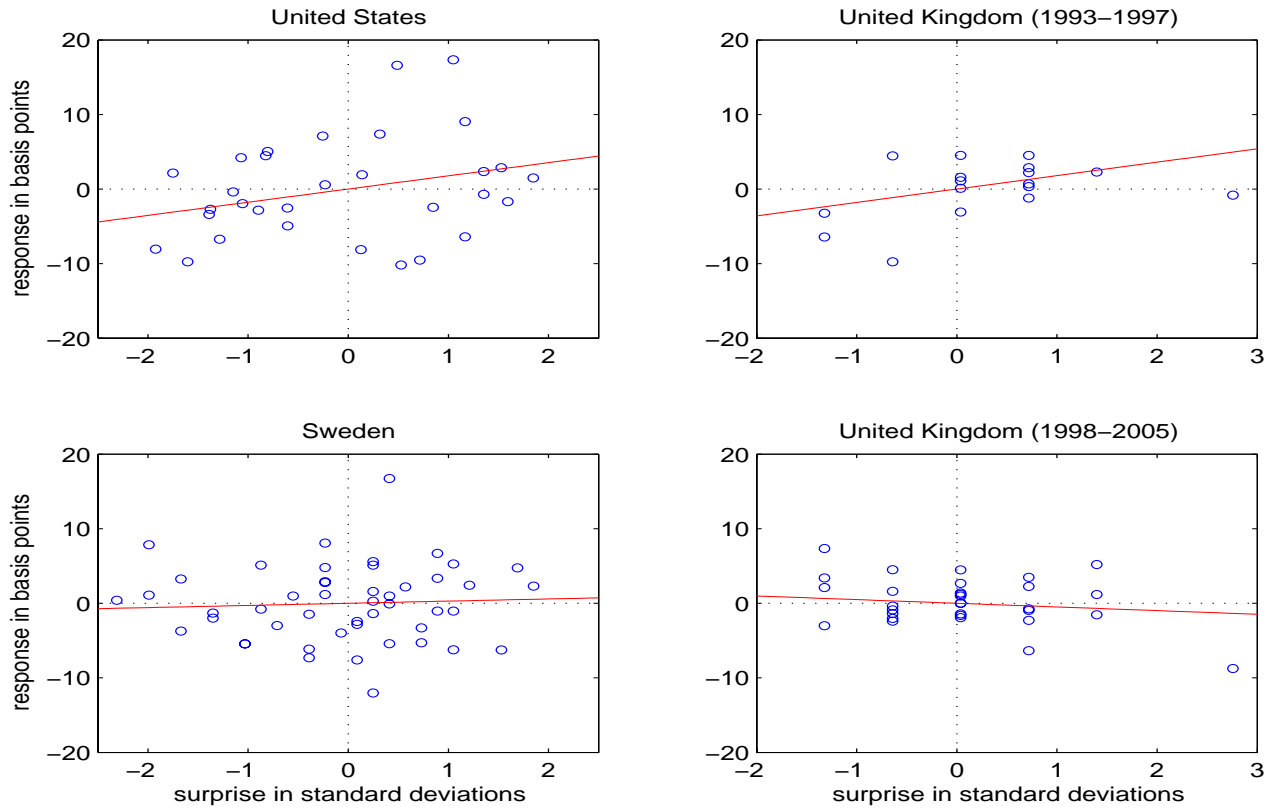 United States
United Kingdom (1993−1997)
response in basis points
20
10
0
−10
−20
−2 −1 0 1 2
20
10
0
−10
−20
−2 −1 0 1 2 3
Sweden
United Kingdom (1998−2005)
response in basis points
20
10
0
−10
−20
−2 −1 0 1 2
surprise in standard deviations
20
10
0
−10
−20
−2 −1 0 1 2 3
surprise in standard deviations